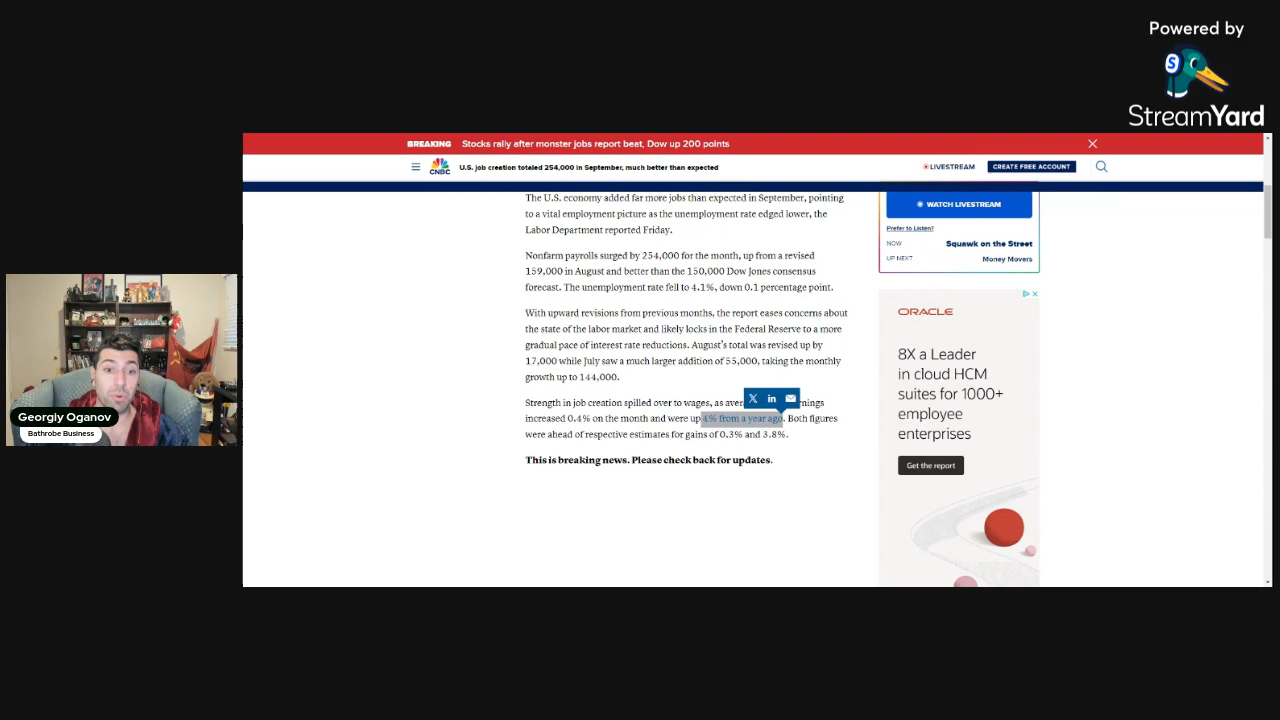 Powered by
StreamYard
BREAKING Stocks rally after monster jobs report beat, Dow up 200 points
CNBC
U.S. job creation totaled 254,000 in September, much better than expected
LIVESTREAM
CREATE FREE ACCOUNT
The U.S. economy added far more jobs than expected in September, pointing
to a vital employment picture as the unemployment rate edged lower, the
Labor Department reported Friday.
Nonfarm payrolls surged by 254,000 for the month, up from a revised
159,000 in August and better than the 150,000 Dow Jones consensus
forecast. The unemployment rate fell to 4.1%, down 0.1 percentage point.
With upward revisions from previous months, the report eases concerns about
the state of the labor market and likely locks in the Federal Reserve to a more
gradual pace of interest rate reductions. August's total was revised up by
17,000 while July saw a much larger addition of 55,000, taking the monthly
growth up to 144,000.
Strength in job creation spilled over to wages, as aver nings
increased 0.4% on the month and were up 4% from a year ago. Both figures
were ahead of respective estimates for gains of 0.3% and 3.8%.
This is breaking news. Please check back for updates.
WATCH LIVESTREAM
Prefer to Listen?
NOW Squawk on the Street
UP NEXT Money Movers
ORACLE
8X a Leader
in cloud HCM
suites for 1000+
employee
enterprises
Get the report
Georgiy Oganov
Bathrobe Business